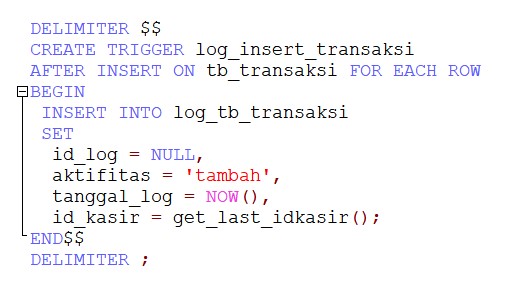 DELIMITER $$
CREATE TRIGGER log_insert_transaksi
AFTER INSERT ON tb_transaksi FOR EACH ROW
BEGIN
INSERT INTO log_tb_transaksi
SET
id_log = NULL,
aktifitas = 'tambah',
tanggal_log = NOW(),
id_kasir = get_last_idkasir();
END$$
DELIMITER ;